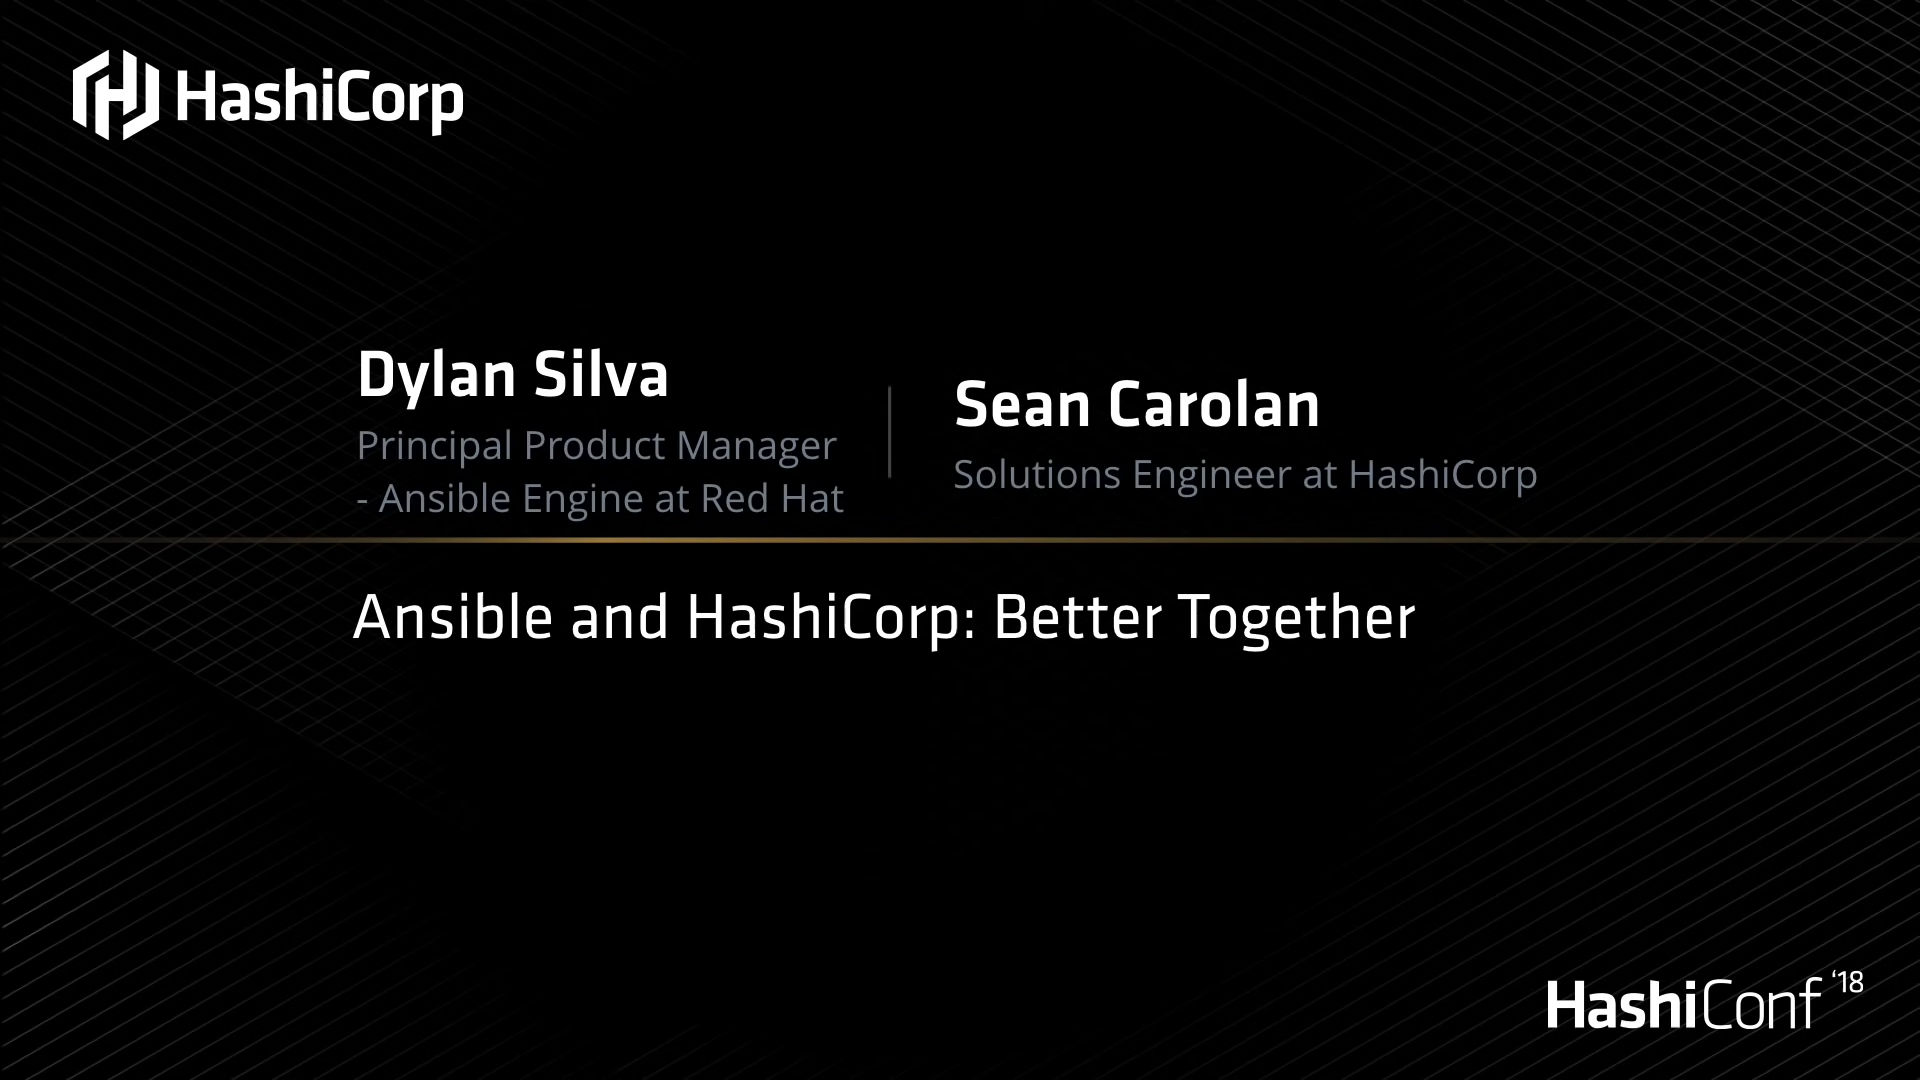 HashiCorp
Dylan Silva
Principal Product Manager
- Ansible Engine at Red Hat
Sean Carolan
Solutions Engineer at HashiCorp
Ansible and HashiCorp: Better Together
HashiConf ‘18